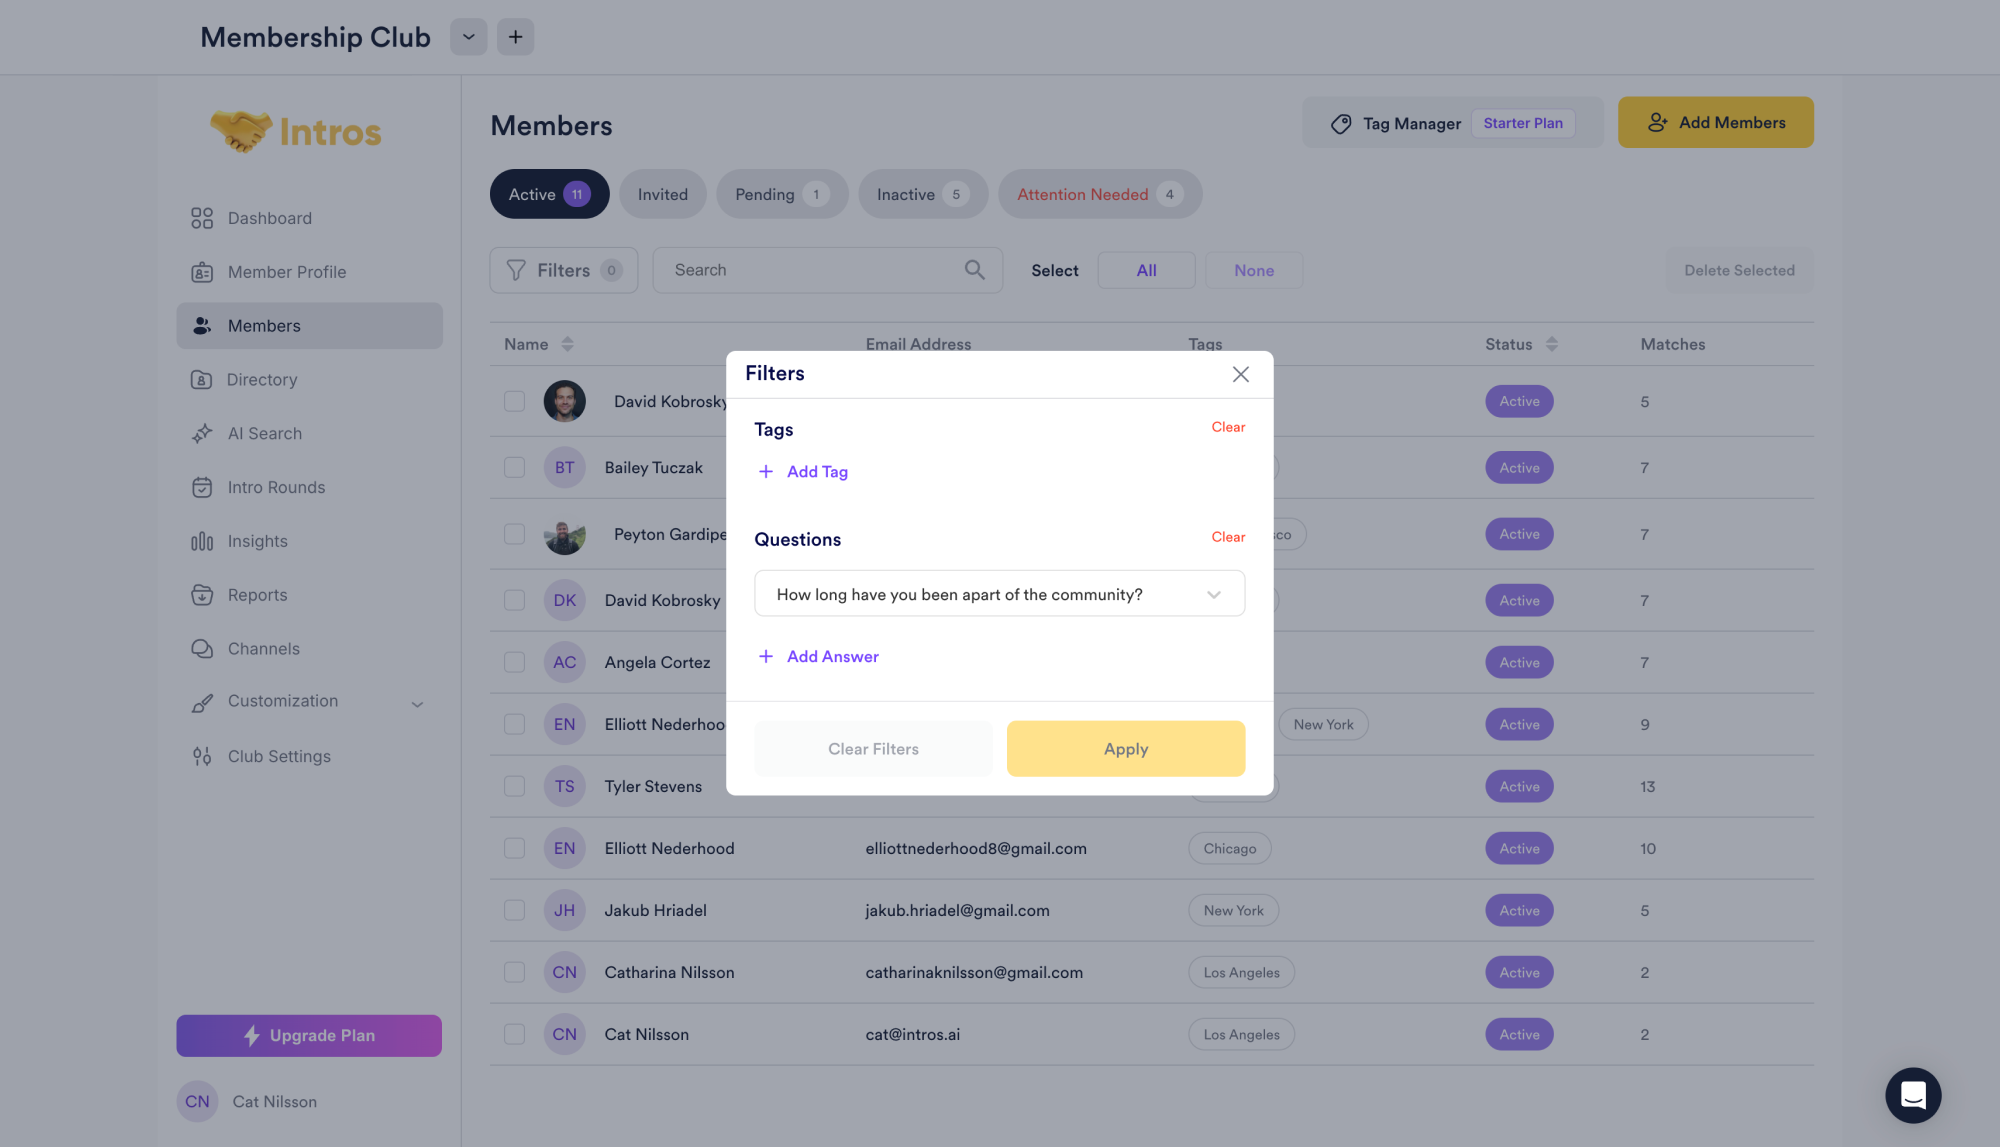 Membership Club
Intros
Dashboard
Member Profile
Members
Directory
AI Search
Intro Rounds
Insights
Reports
Channels
Customization
Club Settings
Upgrade Plan
CN Cat Nilsson
Members
Tag Manager Starter Plan
Add Members
Active 11 Invited Pending 1 Inactive 5 Attention Needed 4
Filters 0 Search Select All None Delete Selected
Name Email Address Tags Status Matches
David Kobrosky Active 5
BT Bailey Tuczak Active 7
Peyton Gardipe Active 7
DK David Kobrosky Active 7
AC Angela Cortez Active 7
EN Elliott Nederhoo New York Active 9
TS Tyler Stevens Active 13
EN Elliott Nederhood elliottnederhood8@gmail.com Chicago Active 10
JH Jakub Hriadel jakub.hriadel@gmail.com New York Active 5
CN Catharina Nilsson catharinaknilsson@gmail.com Los Angeles Active 2
CN Cat Nilsson cat@intros.ai Los Angeles Active 2
Filters
Tags Clear
Add Tag
Questions Clear
How long have you been apart of the community?
Add Answer
Clear Filters Apply